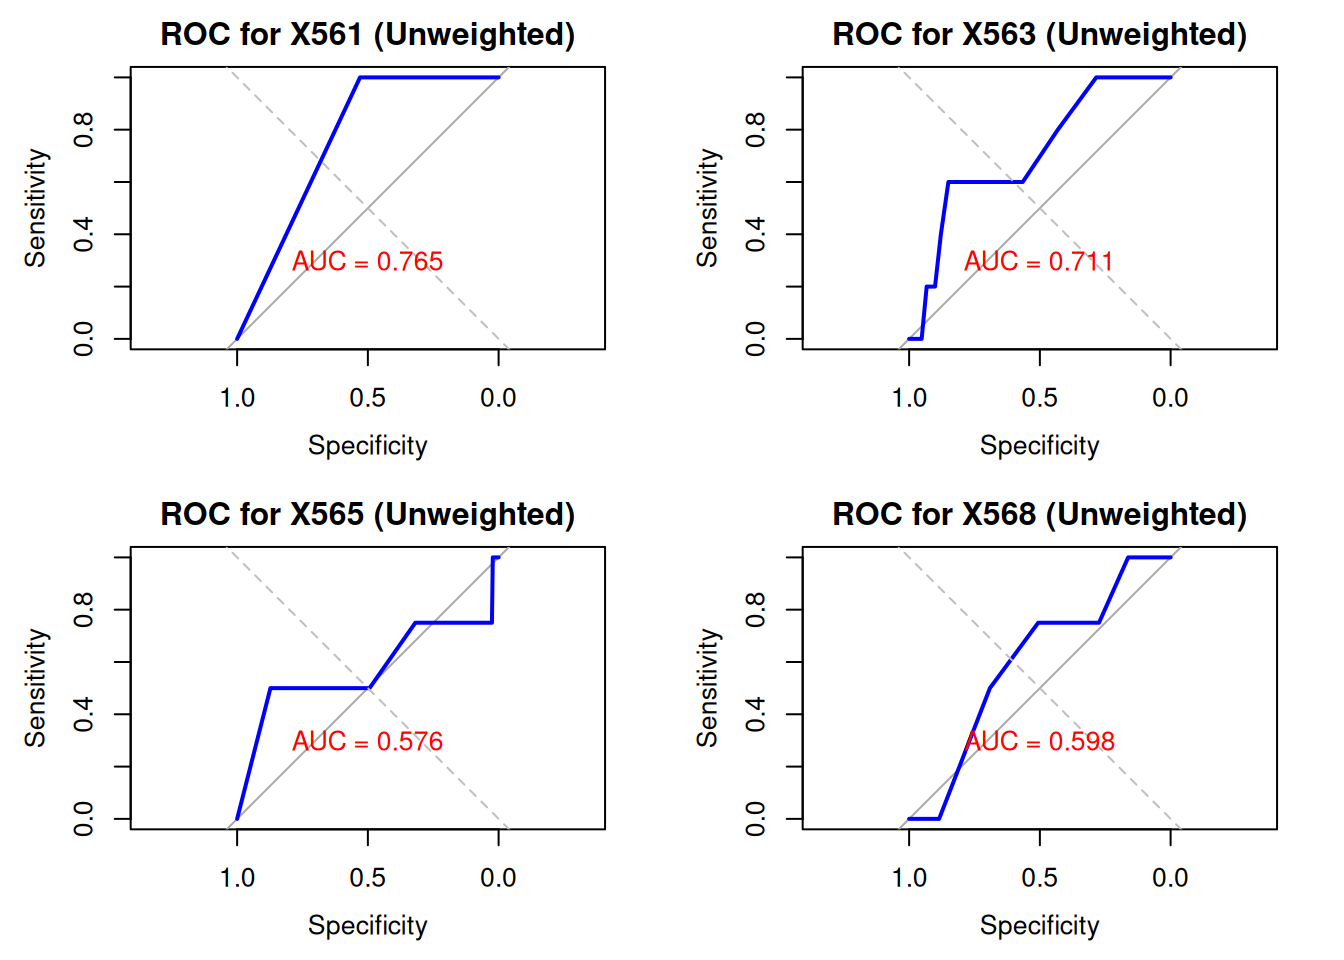 ROC for X561 (Unweighted)
Sensitivity
0.0
0.4
0.8
AUC = 0.765
1.0 0.5 0.0
Specificity
ROC for X563 (Unweighted)
Sensitivity
0.0
0.4
0.8
AUC = 0.711
1.0 0.5 0.0
Specificity
ROC for X565 (Unweighted)
Sensitivity
0.0
0.4
0.8
AUC = 0.576
1.0 0.5 0.0
Specificity
ROC for X568 (Unweighted)
Sensitivity
0.0
0.4
0.8
AUC = 0.598
1.0 0.5 0.0
Specificity